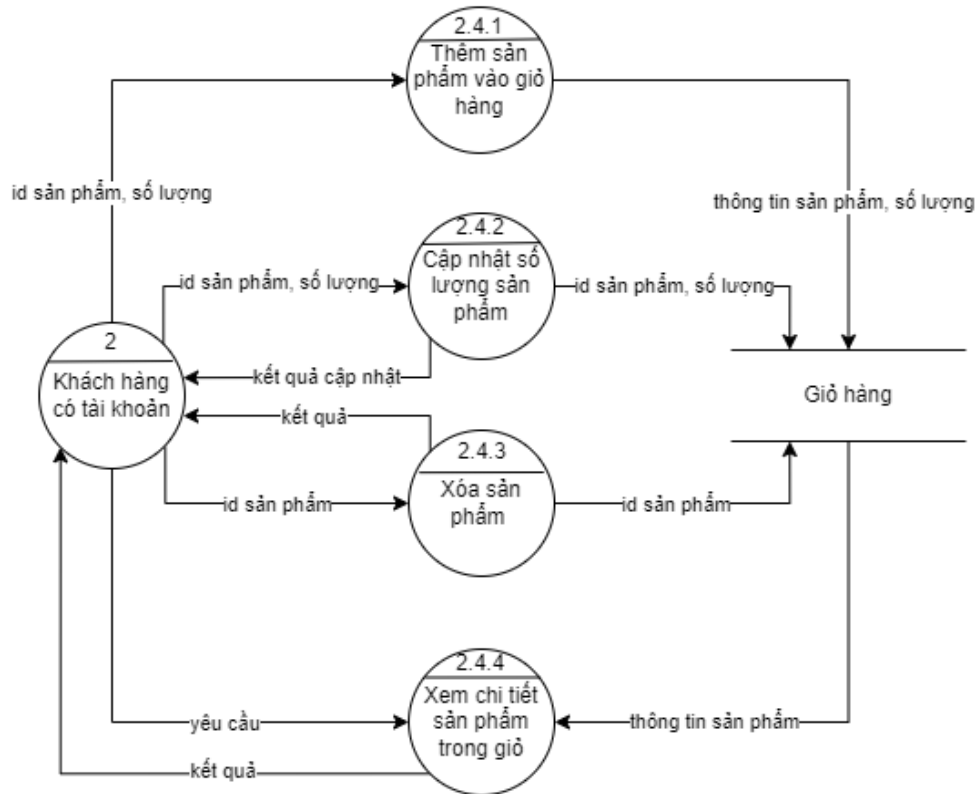 2.4.1
Thêm sản
phẩm vào giỏ
hàng
id sản phẩm, số lượng
thông tin sản phẩm, số lượng
2.4.2
Cập nhật số
lượng sản
phẩm
id sản phẩm, số lượng
id sản phẩm, số lượng
2
Khách hàng
có tài khoản
kết quả cập nhật
Giỏ hàng
kết quả
2.4.3
Xóa sản
phẩm
id sản phẩm
id sản phẩm
2.4.4
Xem chi tiết
sản phẩm
trong giỏ
yêu cầu
thông tin sản phẩm
kết quả